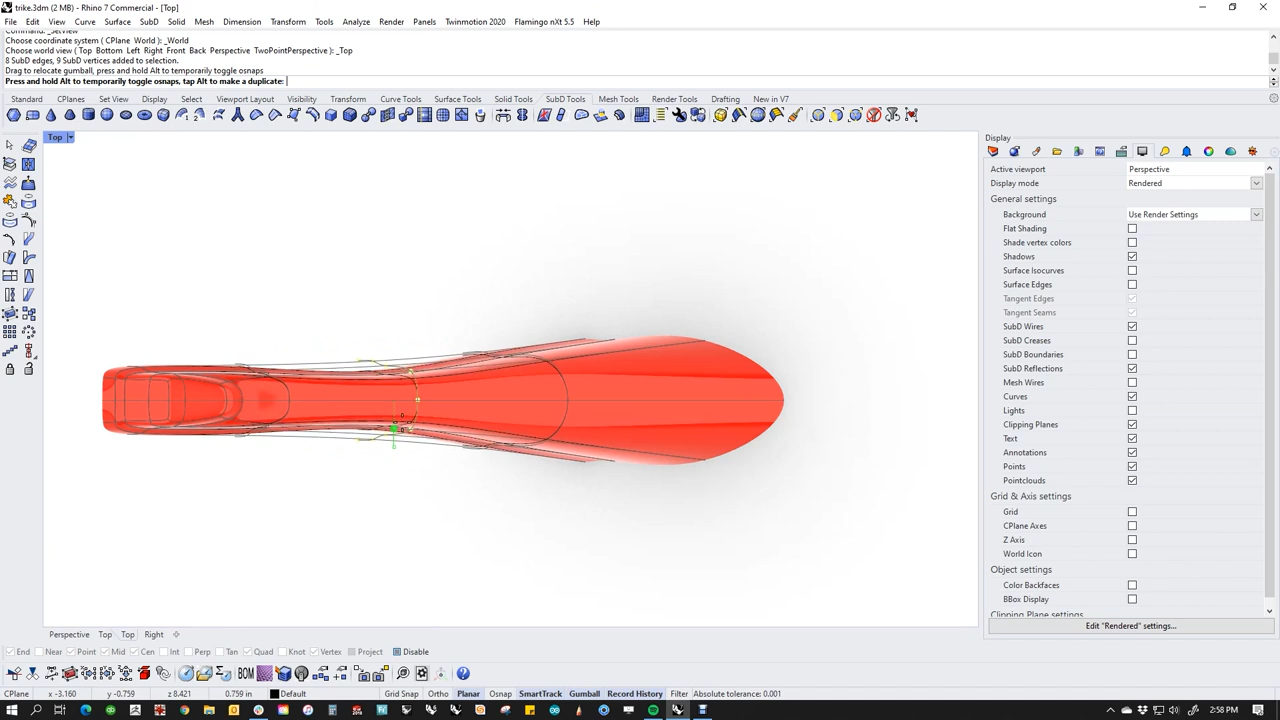 trike.3dm (2 MB) - Rhino 7 Commercial - [Top]
File Edit View Curve Surface SubD Solid Mesh Dimension Transform Tools Analyze Render Panels Twinmotion 2020 Flamingo nXt 5.5 Help
Command: _SetView
Choose coordinate system ( CPlane World ): _World
Choose world view ( Top Bottom Left Right Front Back Perspective TwoPointPerspective ): _Top
8 SubD edges, 9 SubD vertices added to selection.
Drag to relocate gumball, press and hold Alt to temporarily toggle osnaps
Press and hold Alt to temporarily toggle osnaps, tap Alt to make a duplicate:
Standard CPlanes Set View Display Select Viewport Layout Visibility Transform Curve Tools Surface Tools Solid Tools SubD Tools Mesh Tools Render Tools Drafting New in V7
Top
Display
Active viewport Perspective
Display mode Rendered
General settings
Background Use Render Settings
Flat Shading
Shade vertex colors
Shadows
Surface Isocurves
Surface Edges
Tangent Edges
Tangent Seams
SubD Wires
SubD Creases
SubD Boundaries
SubD Reflections
Mesh Wires
Curves
Lights
Clipping Planes
Text
Annotations
Points
Pointclouds
Grid & Axis settings
Grid
CPlane Axes
Z Axis
World Icon
Object settings
Color Backfaces
BBox Display
Clipping Plane settings
Edit "Rendered" settings...
Perspective Top Top Right
End Near Point Mid Cen Int Perp Tan Quad Knot Vertex Project Disable
BOM
CPlane x -3.160 y -0.759 z 8.421 0.759 in Default Grid Snap Ortho Planar Osnap SmartTrack Gumball Record History Filter Absolute tolerance: 0.001
2:58 PM